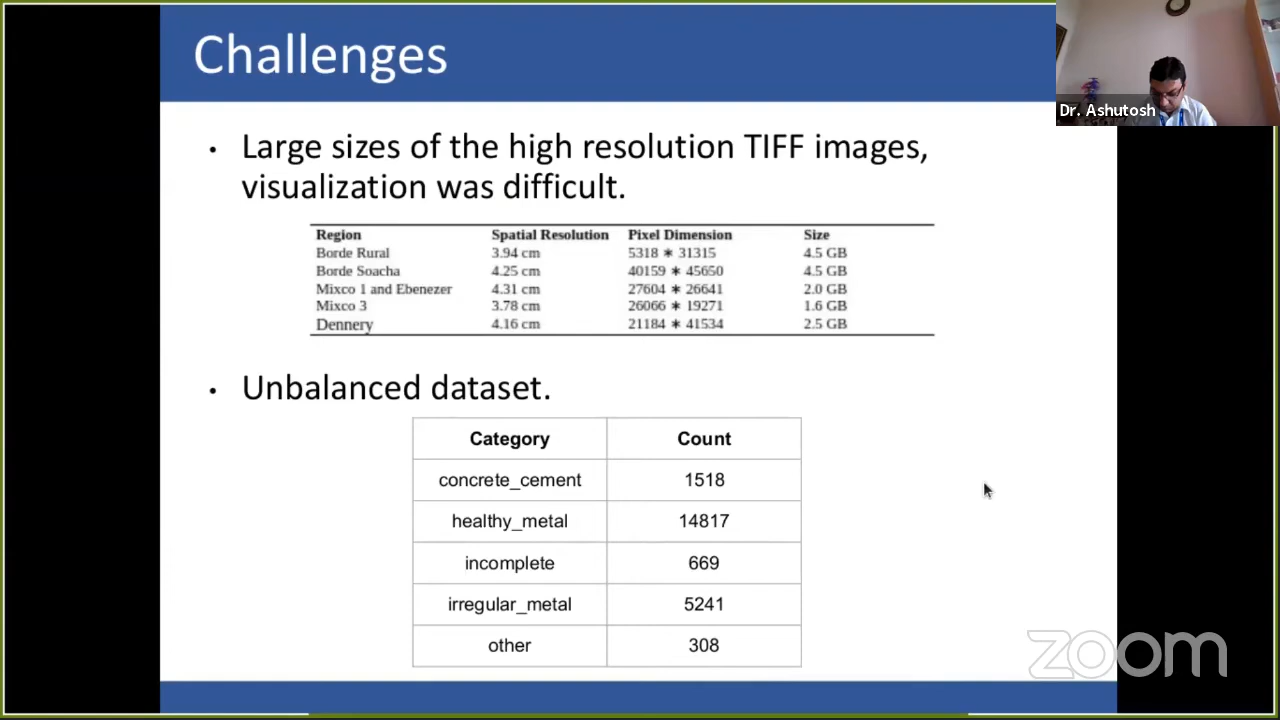 Challenges
Dr. Ashutosh
• Large sizes of the high resolution TIFF images,
visualization was difficult.
Region Spatial Resolution Pixel Dimension Size
Borde Rural 3.94 cm 5318 * 31315 4.5 GB
Borde Soacha 4.25 cm 40159 * 45650 4.5 GB
Mixco 1 and Ebenezer 4.31 cm 27604 * 26641 2.0 GB
Mixco 3 3.78 cm 26066 * 19271 1.6 GB
Dennery 4.16 cm 21184 * 41534 2.5 GB
• Unbalanced dataset.
Category Count
concrete_cement 1518
healthy_metal 14817
incomplete 669
irregular_metal 5241
other 308
zoom